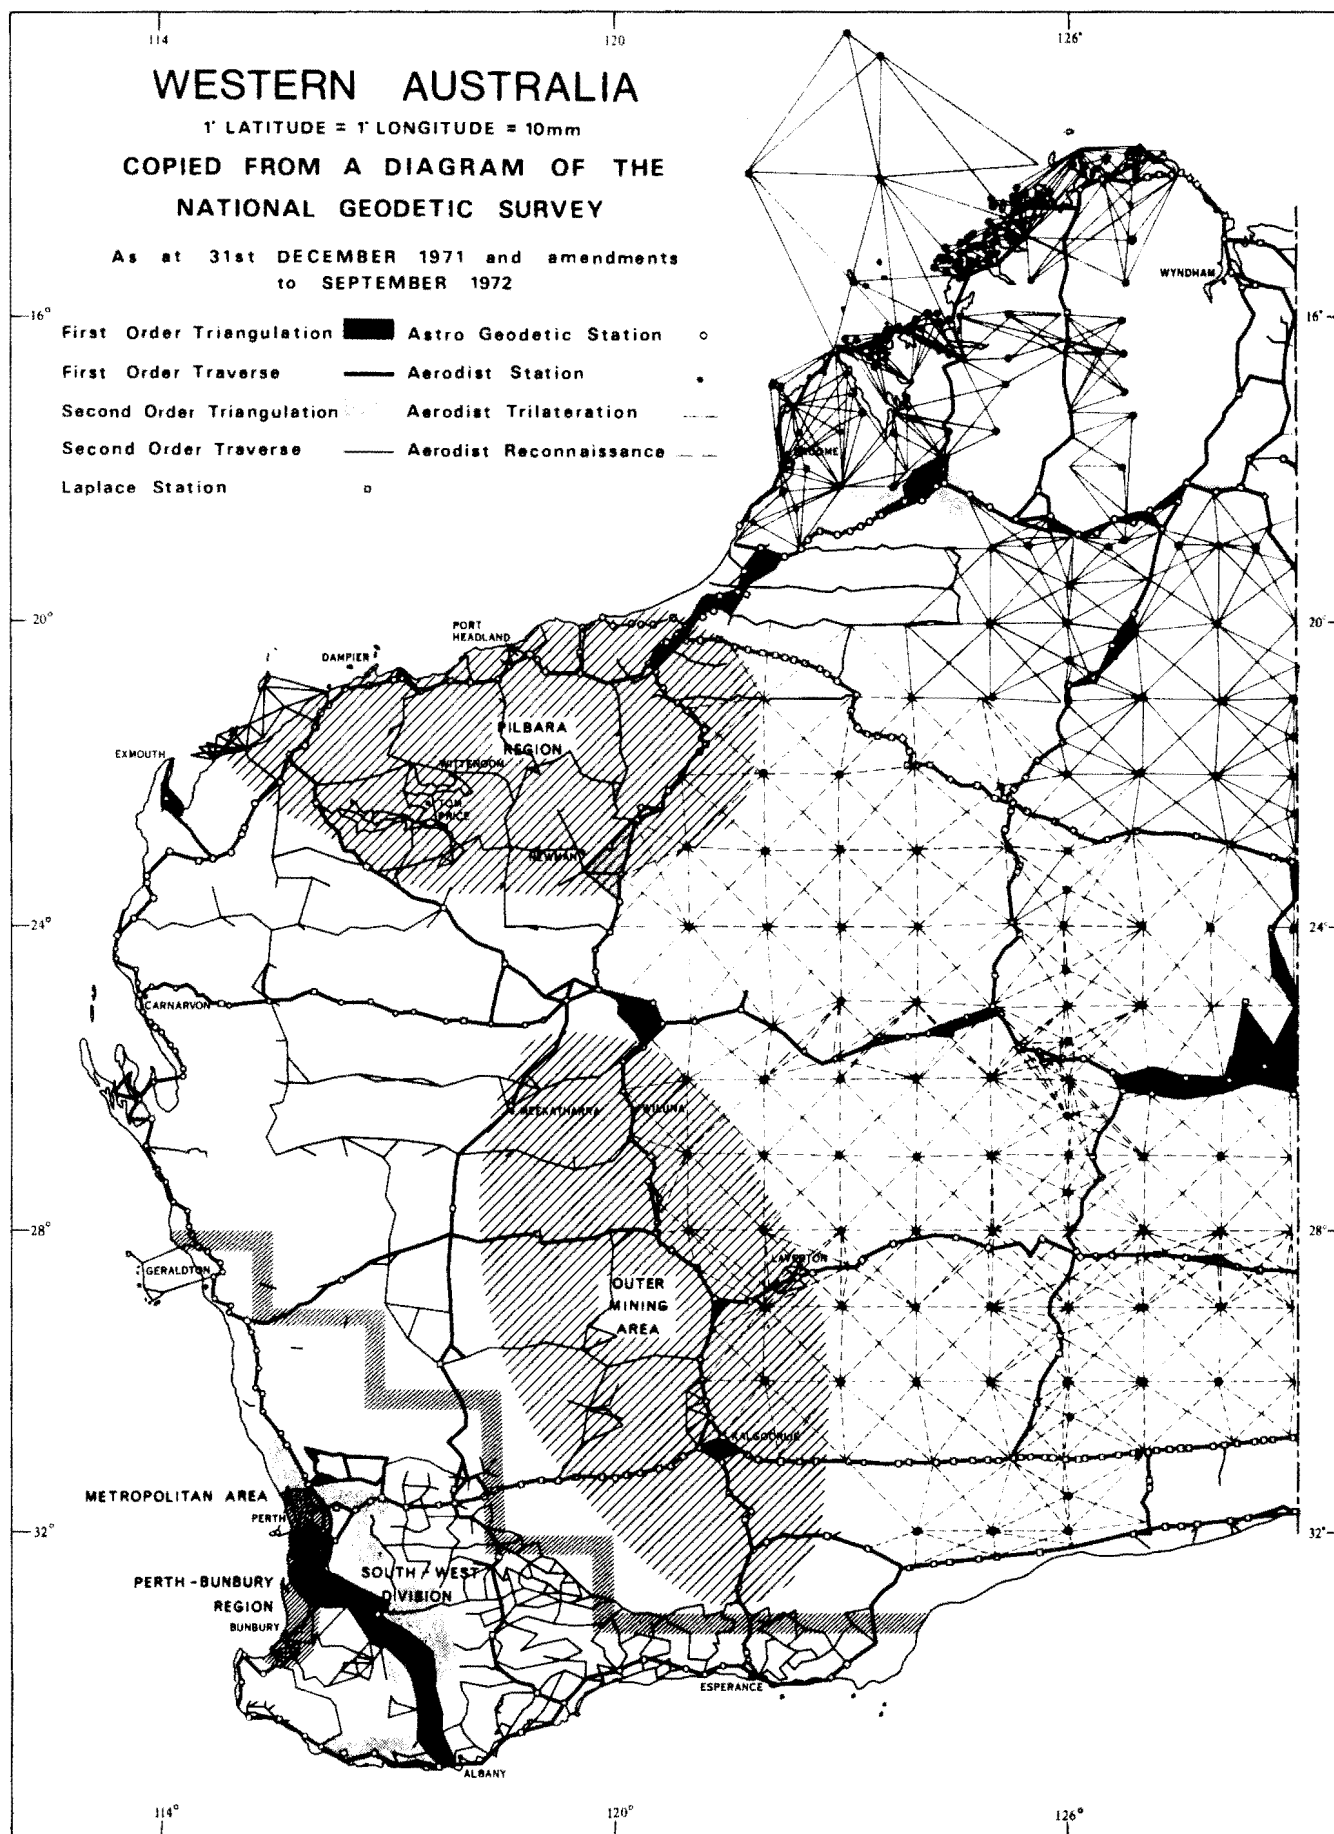 114 120 126°
WESTERN AUSTRALIA
1° LATITUDE = 1° LONGITUDE = 10mm
COPIED FROM A DIAGRAM OF THE
NATIONAL GEODETIC SURVEY
As at 31st DECEMBER 1971 and amendments
to SEPTEMBER 1972
WYNDHAM
16° 16°
First Order Triangulation Astro Geodetic Station
First Order Traverse Aerodist Station
Second Order Triangulation Aerodist Trilateration
Second Order Traverse Aerodist Reconnaissance
Laplace Station
BROOME
20° 20°
PORT
HEADLAND
DAMPIER
PILBARA
REGION
EXMOUTH
WITTENOOM
TOM
PRICE
NEWMAN
24° 24°
CARNARVON
MEEKATHARRA WILUNA
28° 28°
GERALDTON
LAVERTON
OUTER
MINING
AREA
KALGOORLIE
METROPOLITAN AREA
PERTH
32° 32°
SOUTH-WEST
DIVISION
PERTH-BUNBURY
REGION
BUNBURY
ESPERANCE
ALBANY
114° 120° 126°